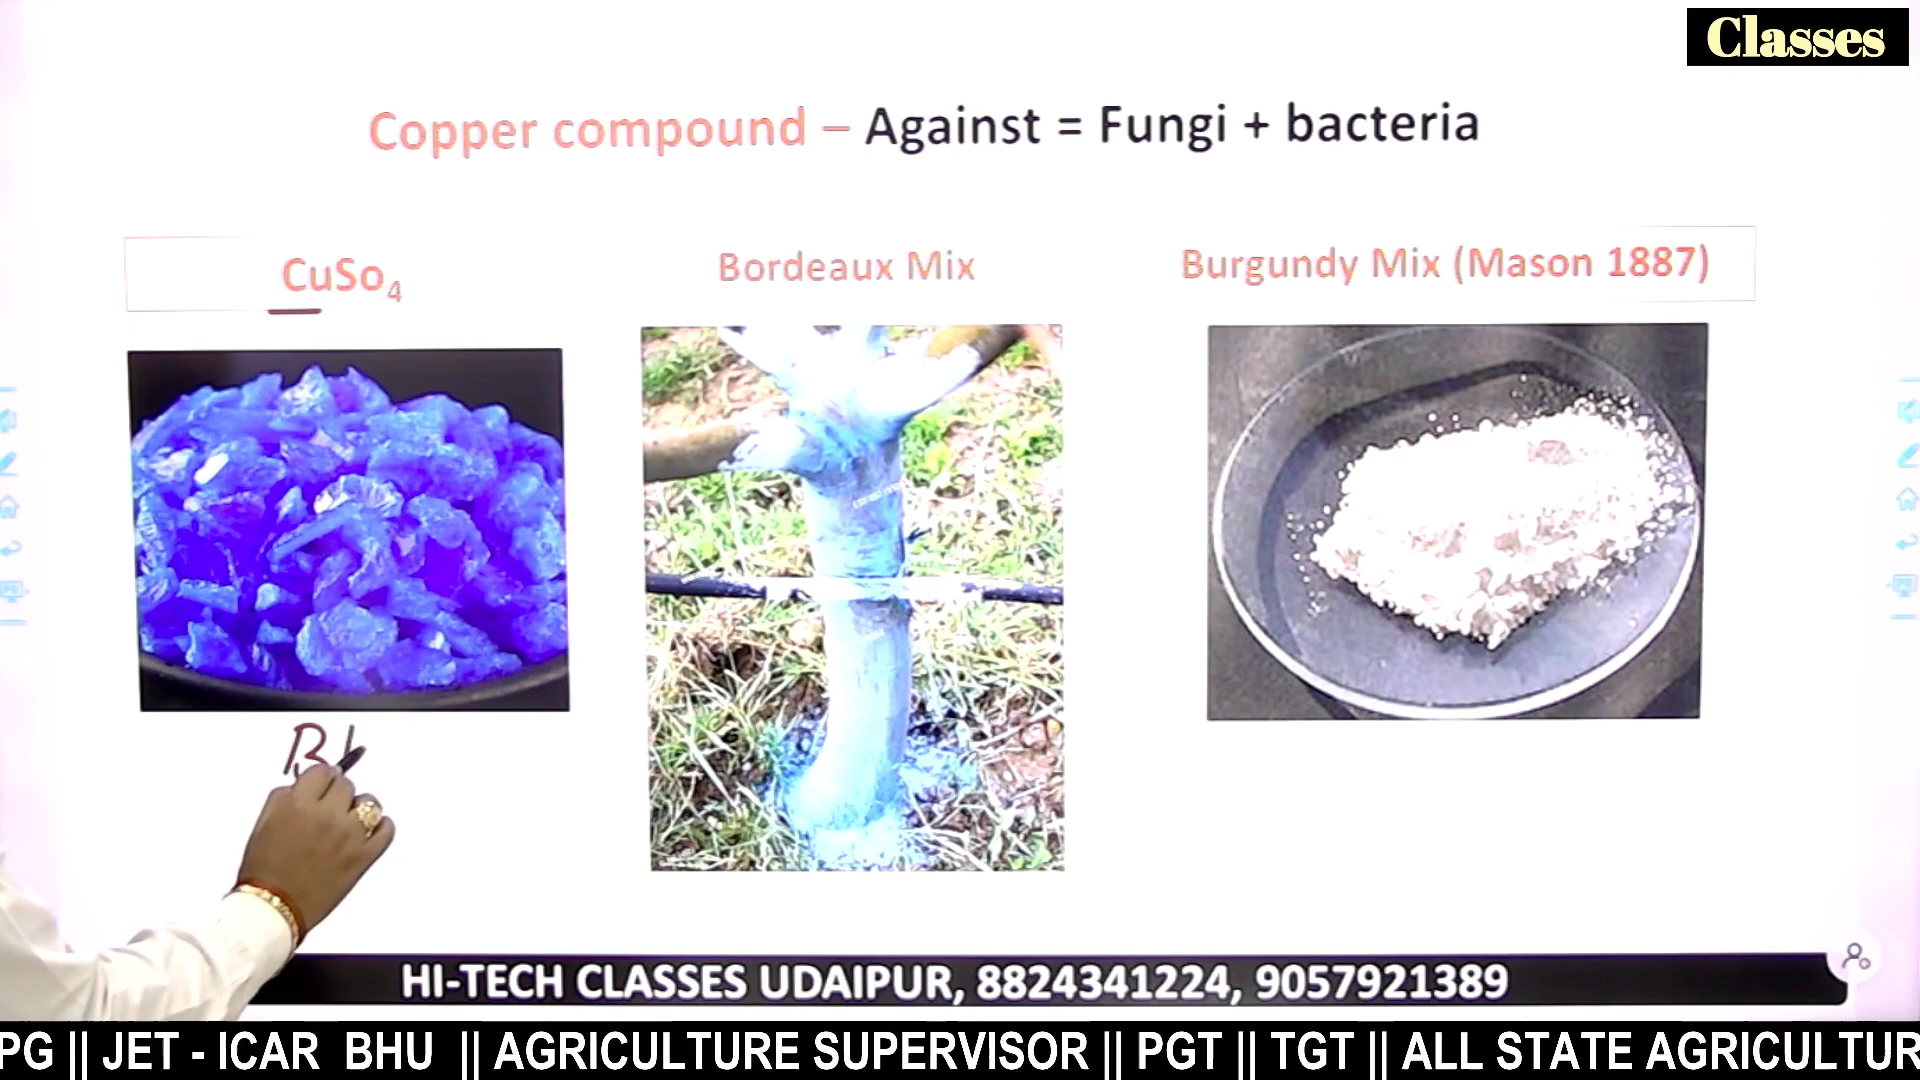 Classes
Copper compound – Against = Fungi + bacteria
CuSo₄
Bordeaux Mix
Burgundy Mix (Mason 1887)
HI-TECH CLASSES UDAIPUR, 8824341224, 9057921389
PG || JET - ICAR BHU || AGRICULTURE SUPERVISOR || PGT || TGT || ALL STATE AGRICULTUR